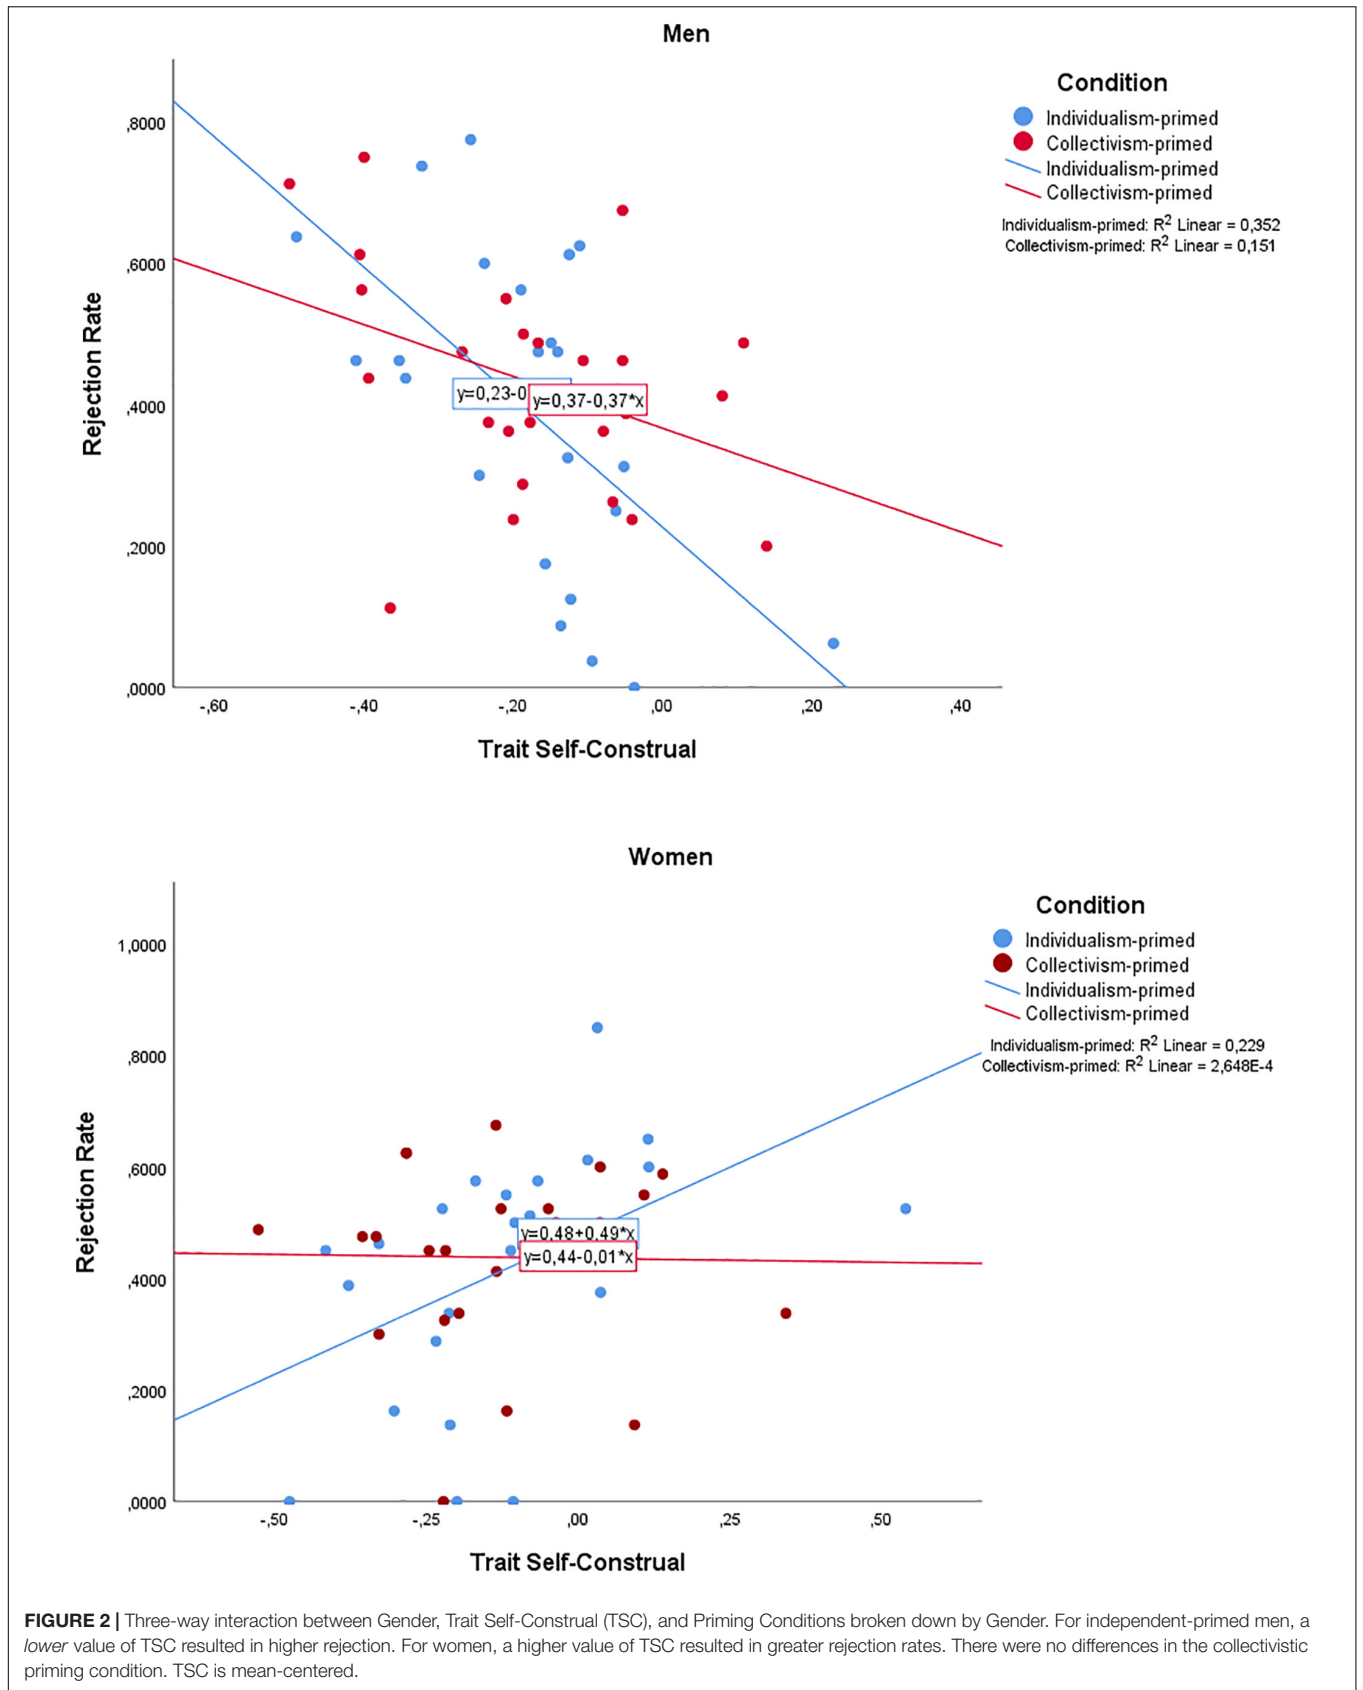 Men
Condition
Individualism-primed
Collectivism-primed
Individualism-primed
Collectivism-primed
Individualism-primed: R2 Linear = 0,352
Collectivism-primed: R2 Linear = 0,151
Rejection Rate
,8000
,6000
,4000
,2000
,0000
y=0,23-0
y=0,37-0,37*x
-,60
-,40
-,20
,00
,20
,40
Trait Self-Construal
Women
Condition
Individualism-primed
Collectivism-primed
Individualism-primed
Collectivism-primed
Individualism-primed: R2 Linear = 0,229
Collectivism-primed: R2 Linear = 2,648E-4
Rejection Rate
1,0000
,8000
,6000
,4000
,2000
,0000
y=0,48+0,49*x
y=0,44-0,01*x
-,50
-,25
,00
,25
,50
Trait Self-Construal
FIGURE 2 | Three-way interaction between Gender, Trait Self-Construal (TSC), and Priming Conditions broken down by Gender. For independent-primed men, a
lower value of TSC resulted in higher rejection. For women, a higher value of TSC resulted in greater rejection rates. There were no differences in the collectivistic
priming condition. TSC is mean-centered.